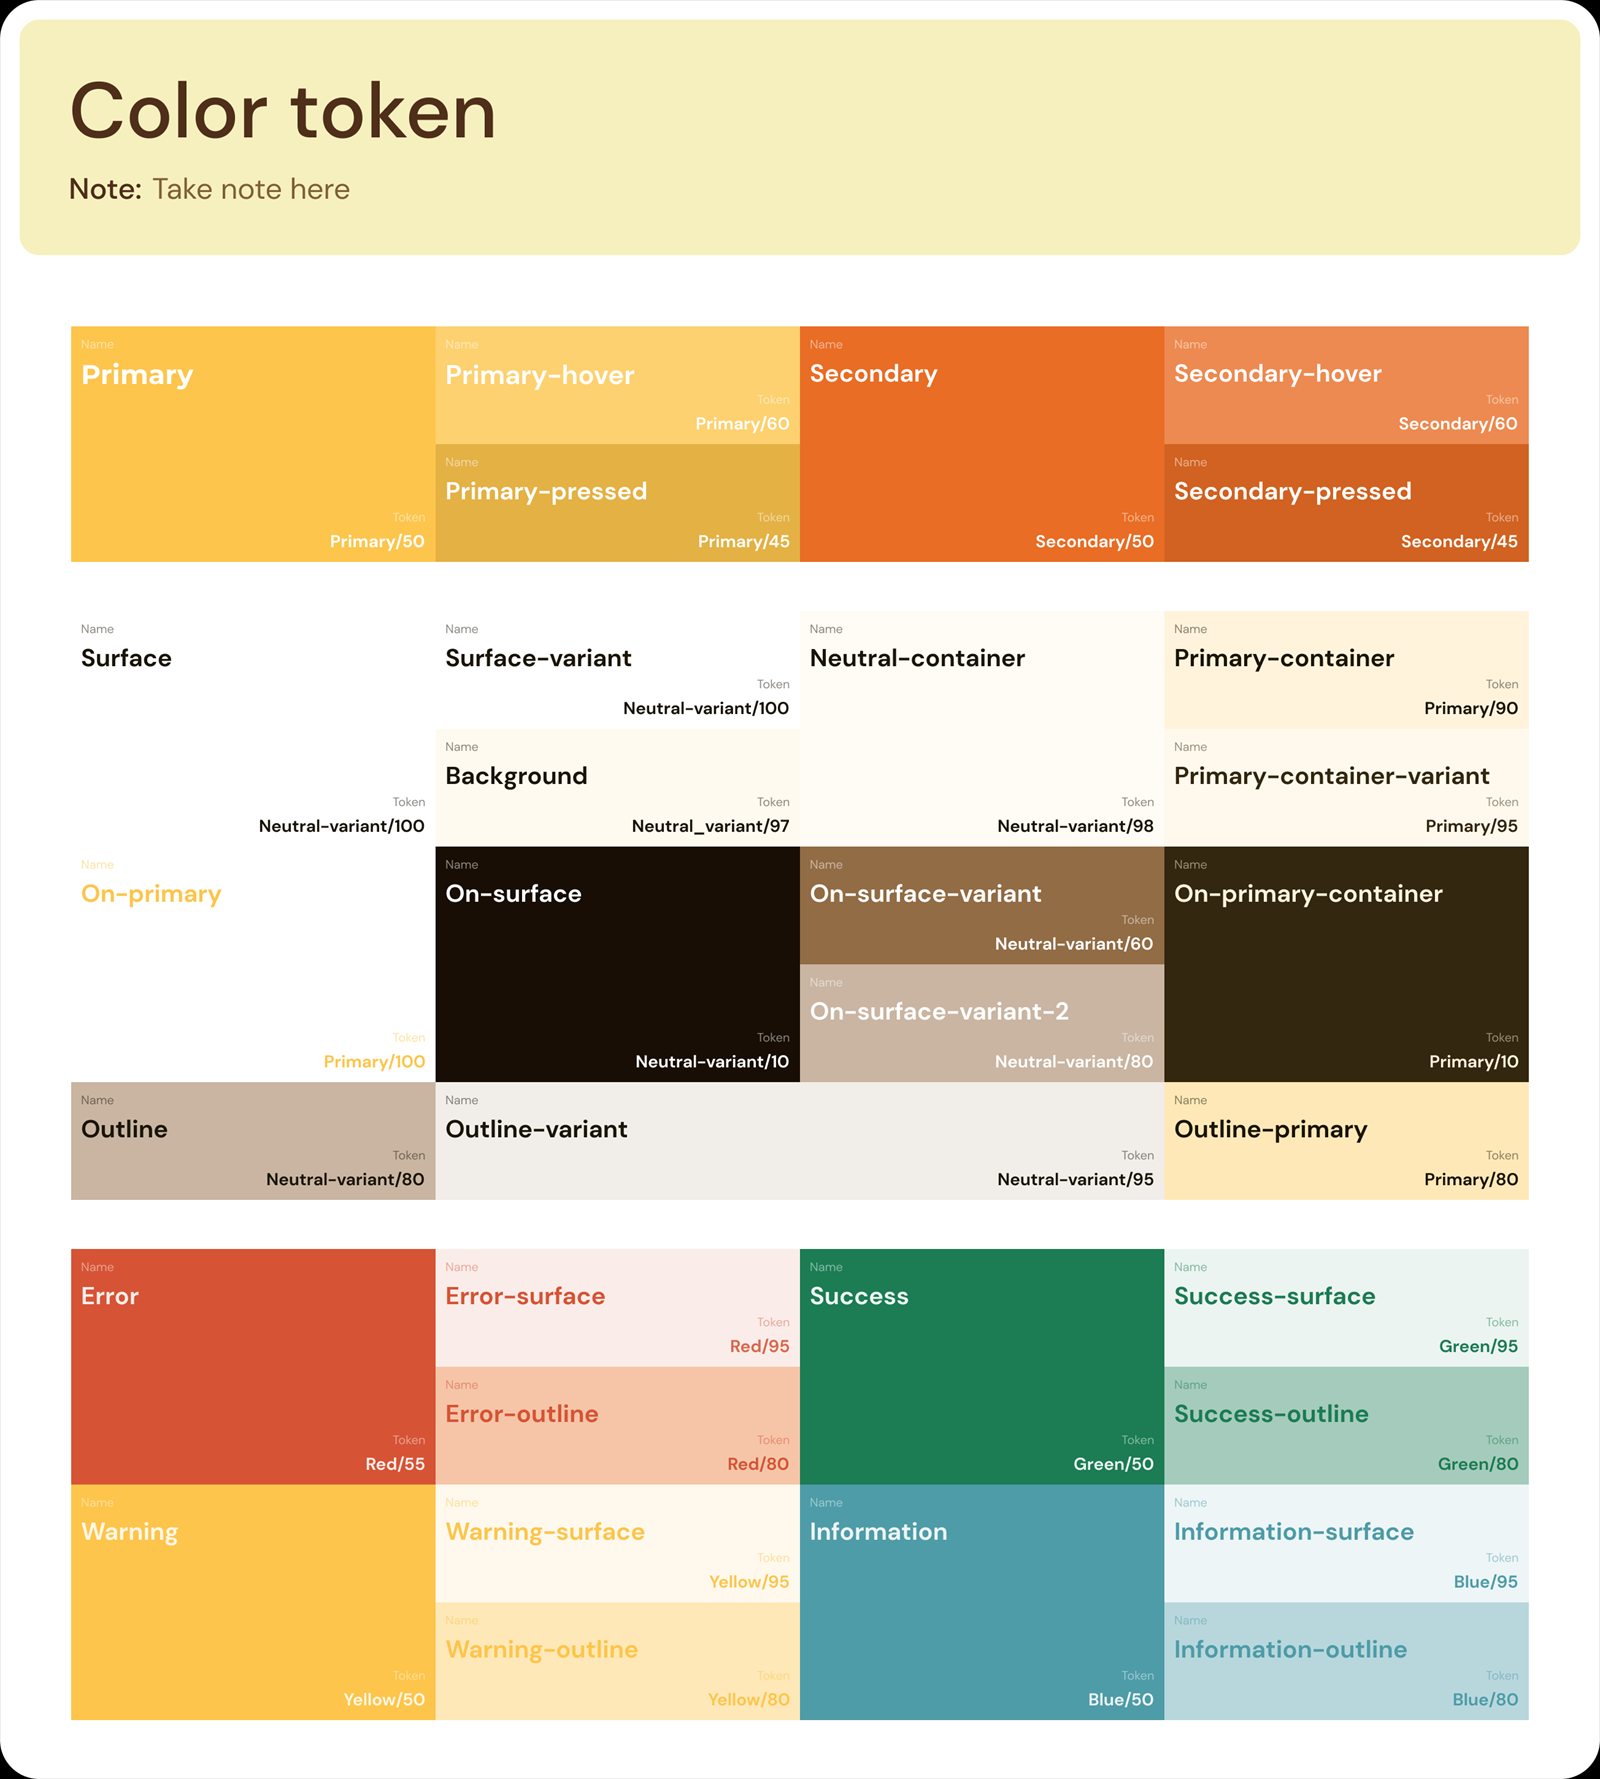 Color token
Note: Take note here
Name
Primary
Token
Primary/50
Name
Primary-hover
Token
Primary/60
Name
Primary-pressed
Token
Primary/45
Name
Secondary
Token
Secondary/50
Name
Secondary-hover
Token
Secondary/60
Name
Secondary-pressed
Token
Secondary/45
Name
Surface
Token
Neutral-variant/100
Name
Surface-variant
Token
Neutral-variant/100
Name
Background
Token
Neutral_variant/97
Name
Neutral-container
Token
Neutral-variant/98
Name
Primary-container
Token
Primary/90
Name
Primary-container-variant
Token
Primary/95
Name
On-primary
Token
Primary/100
Name
On-surface
Token
Neutral-variant/10
Name
On-surface-variant
Token
Neutral-variant/60
Name
On-surface-variant-2
Token
Neutral-variant/80
Name
On-primary-container
Token
Primary/10
Name
Outline
Token
Neutral-variant/80
Name
Outline-variant
Token
Neutral-variant/95
Name
Outline-primary
Token
Primary/80
Name
Error
Token
Red/55
Name
Error-surface
Token
Red/95
Name
Error-outline
Token
Red/80
Name
Success
Token
Green/50
Name
Success-surface
Token
Green/95
Name
Success-outline
Token
Green/80
Name
Warning
Token
Yellow/50
Name
Warning-surface
Token
Yellow/95
Name
Warning-outline
Token
Yellow/80
Name
Information
Token
Blue/50
Name
Information-surface
Token
Blue/95
Name
Information-outline
Token
Blue/80